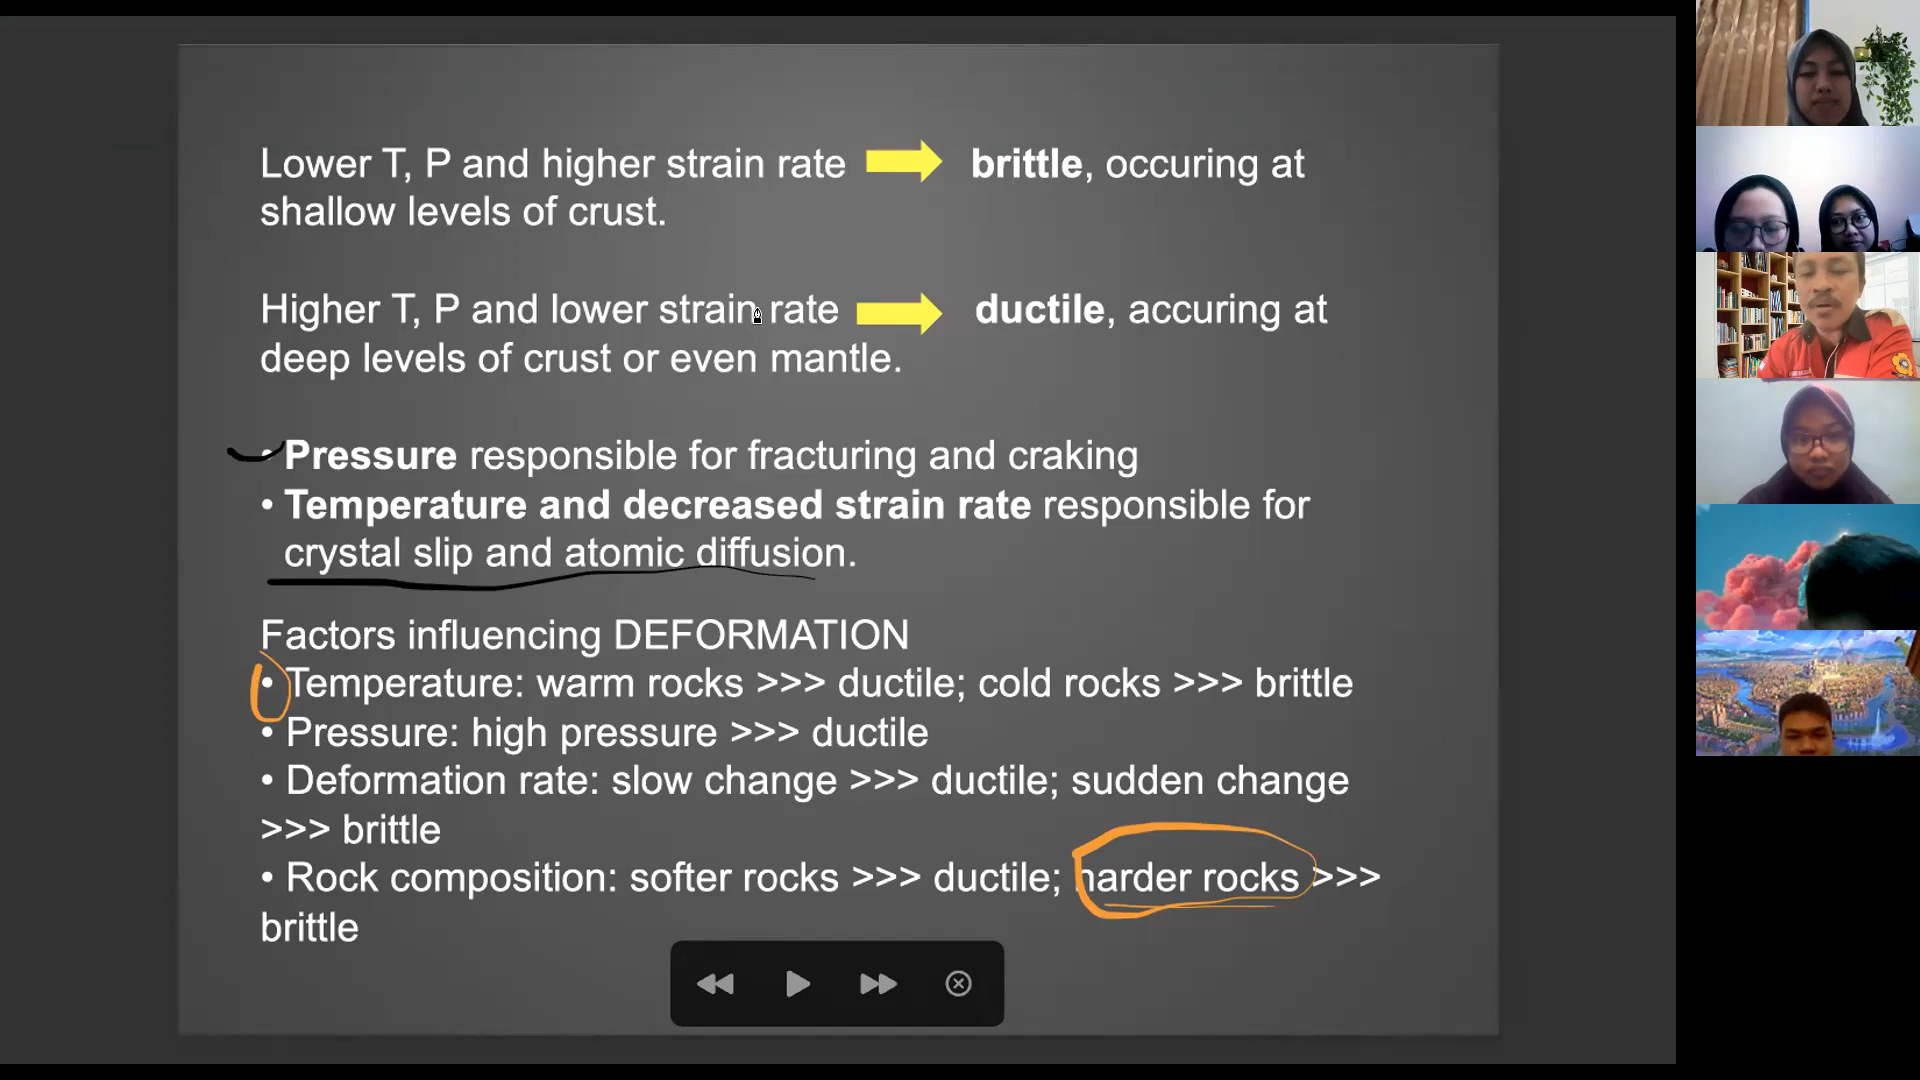 Lower T, P and higher strain rate brittle, occuring at
shallow levels of crust.
Higher T, P and lower strain rate ductile, accuring at
deep levels of crust or even mantle.
• Pressure responsible for fracturing and craking
• Temperature and decreased strain rate responsible for
crystal slip and atomic diffusion.
Factors influencing DEFORMATION
• Temperature: warm rocks >>> ductile; cold rocks >>> brittle
• Pressure: high pressure >>> ductile
• Deformation rate: slow change >>> ductile; sudden change
>>> brittle
• Rock composition: softer rocks >>> ductile; harder rocks >>>
brittle